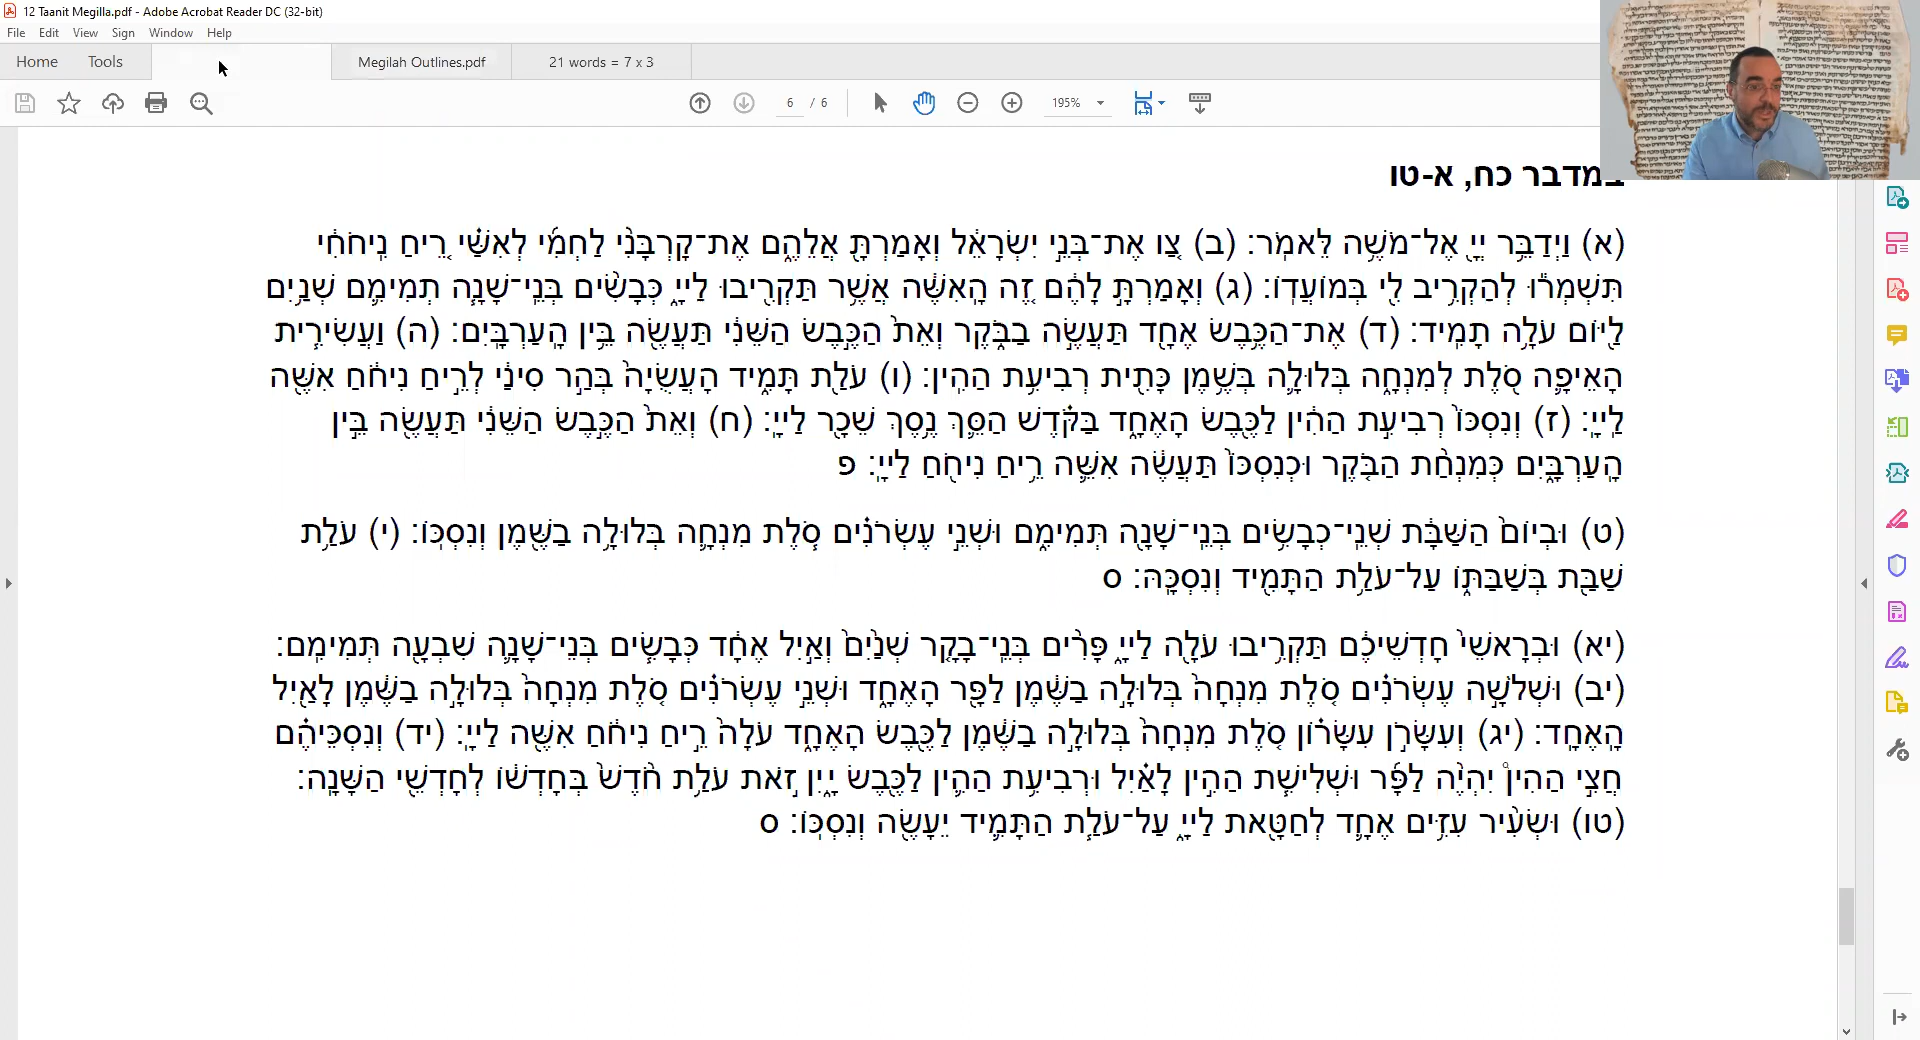 12 Taanit Megilla.pdf - Adobe Acrobat Reader DC (32-bit)
File Edit View Sign Window Help
Home Tools Megilah Outlines.pdf 21 words = 7 x 3
6 / 6 195%
במדבר כח, א-טו
(א) וַיְדַבֵּ֥ר יְיָ֖ אֶל־מֹשֶׁ֥ה לֵּאמֹֽר׃ (ב) צַ֚ו אֶת־בְּנֵ֣י יִשְׂרָאֵ֔ל וְאָמַרְתָּ֖ אֲלֵהֶ֑ם אֶת־קׇרְבָּנִ֨י לַחְמִ֜י לְאִשַּׁ֗י רֵ֚יחַ נִֽיחֹחִ֔י
תִּשְׁמְר֕וּ לְהַקְרִ֥יב לִ֖י בְּמוֹעֲדֽוֹ׃ (ג) וְאָמַרְתָּ֣ לָהֶ֔ם זֶ֚ה הָֽאִשֶּׁ֔ה אֲשֶׁ֥ר תַּקְרִ֖יבוּ לַייָ֑ כְּבָשִׂ֨ים בְּנֵֽי־שָׁנָ֧ה תְמִימִ֛ם שְׁנַ֥יִם
לַיּ֖וֹם עֹלָ֥ה תָמִֽיד׃ (ד) אֶת־הַכֶּ֥בֶשׂ אֶחָ֖ד תַּעֲשֶׂ֣ה בַבֹּ֑קֶר וְאֵת֙ הַכֶּ֣בֶשׂ הַשֵּׁנִ֔י תַּעֲשֶׂ֖ה בֵּ֥ין הָֽעַרְבָּֽיִם׃ (ה) וַעֲשִׂירִ֧ית
הָאֵיפָ֛ה סֹ֖לֶת לְמִנְחָ֑ה בְּלוּלָ֛ה בְּשֶׁ֥מֶן כָּתִ֖ית רְבִיעִ֥ת הַהִֽין׃ (ו) עֹלַ֖ת תָּמִ֑יד הָעֲשֻׂיָה֙ בְּהַ֣ר סִינַ֔י לְרֵ֣יחַ נִיחֹ֔חַ אִשֶּׁ֖ה
לַֽייָֽ׃ (ז) וְנִסְכּוֹ֙ רְבִיעִ֣ת הַהִ֔ין לַכֶּ֖בֶשׂ הָאֶחָ֑ד בַּקֹּ֗דֶשׁ הַסֵּ֛ךְ נֶ֥סֶךְ שֵׁכָ֖ר לַייָֽ׃ (ח) וְאֵת֙ הַכֶּ֣בֶשׂ הַשֵּׁנִ֔י תַּעֲשֶׂ֖ה בֵּ֣ין
הָֽעַרְבָּ֑יִם כְּמִנְחַ֨ת הַבֹּ֤קֶר וּכְנִסְכּוֹ֙ תַּעֲשֶׂ֔ה אִשֵּׁ֛ה רֵ֥יחַ נִיחֹ֖חַ לַייָֽ׃ פ
(ט) וּבְיוֹם֙ הַשַּׁבָּ֔ת שְׁנֵֽי־כְבָשִׂ֥ים בְּנֵֽי־שָׁנָ֖ה תְּמִימִ֑ם וּשְׁנֵ֣י עֶשְׂרֹנִ֗ים סֹ֧לֶת מִנְחָ֛ה בְּלוּלָ֥ה בַשֶּׁ֖מֶן וְנִסְכּֽוֹ׃ (י) עֹלַ֥ת
שַׁבַּ֖ת בְּשַׁבַּתּ֑וֹ עַל־עֹלַ֥ת הַתָּמִ֖יד וְנִסְכָּֽהּ׃ ס
(יא) וּבְרָאשֵׁי֙ חׇדְשֵׁיכֶ֔ם תַּקְרִ֥יבוּ עֹלָ֖ה לַייָ֑ פָּרִ֨ים בְּנֵֽי־בָקָ֤ר שְׁנַ֙יִם֙ וְאַ֣יִל אֶחָ֔ד כְּבָשִׂ֧ים בְּנֵי־שָׁנָ֛ה שִׁבְעָ֖ה תְּמִימִֽם׃
(יב) וּשְׁלֹשָׁ֣ה עֶשְׂרֹנִ֗ים סֹ֤לֶת מִנְחָה֙ בְּלוּלָ֣ה בַשֶּׁ֔מֶן לַפָּ֖ר הָאֶחָ֑ד וּשְׁנֵ֣י עֶשְׂרֹנִ֗ים סֹ֤לֶת מִנְחָה֙ בְּלוּלָ֣ה בַשֶּׁ֔מֶן לָאַ֖יִל
הָֽאֶחָֽד׃ (יג) וְעִשָּׂרֹ֣ן עִשָּׂר֗וֹן סֹ֤לֶת מִנְחָה֙ בְּלוּלָ֣ה בַשֶּׁ֔מֶן לַכֶּ֖בֶשׂ הָאֶחָ֑ד עֹלָה֙ רֵ֣יחַ נִיחֹ֔חַ אִשֶּׁ֖ה לַייָֽ׃ (יד) וְנִסְכֵּיהֶ֗ם
חֲצִ֣י הַהִין֩ יִהְיֶ֨ה לַפָּ֜ר וּשְׁלִישִׁ֧ת הַהִ֣ין לָאַ֗יִל וּרְבִיעִ֥ת הַהִ֛ין לַכֶּ֖בֶשׂ יָ֑יִן זֹ֣את עֹלַ֥ת חֹ֙דֶשׁ֙ בְּחׇדְשׁ֔וֹ לְחׇדְשֵׁ֖י הַשָּׁנָֽה׃
(טו) וּשְׂעִ֨יר עִזִּ֥ים אֶחָ֛ד לְחַטָּ֖את לַייָ֑ עַל־עֹלַ֧ת הַתָּמִ֛יד יֵעָשֶׂ֖ה וְנִסְכּֽוֹ׃ ס